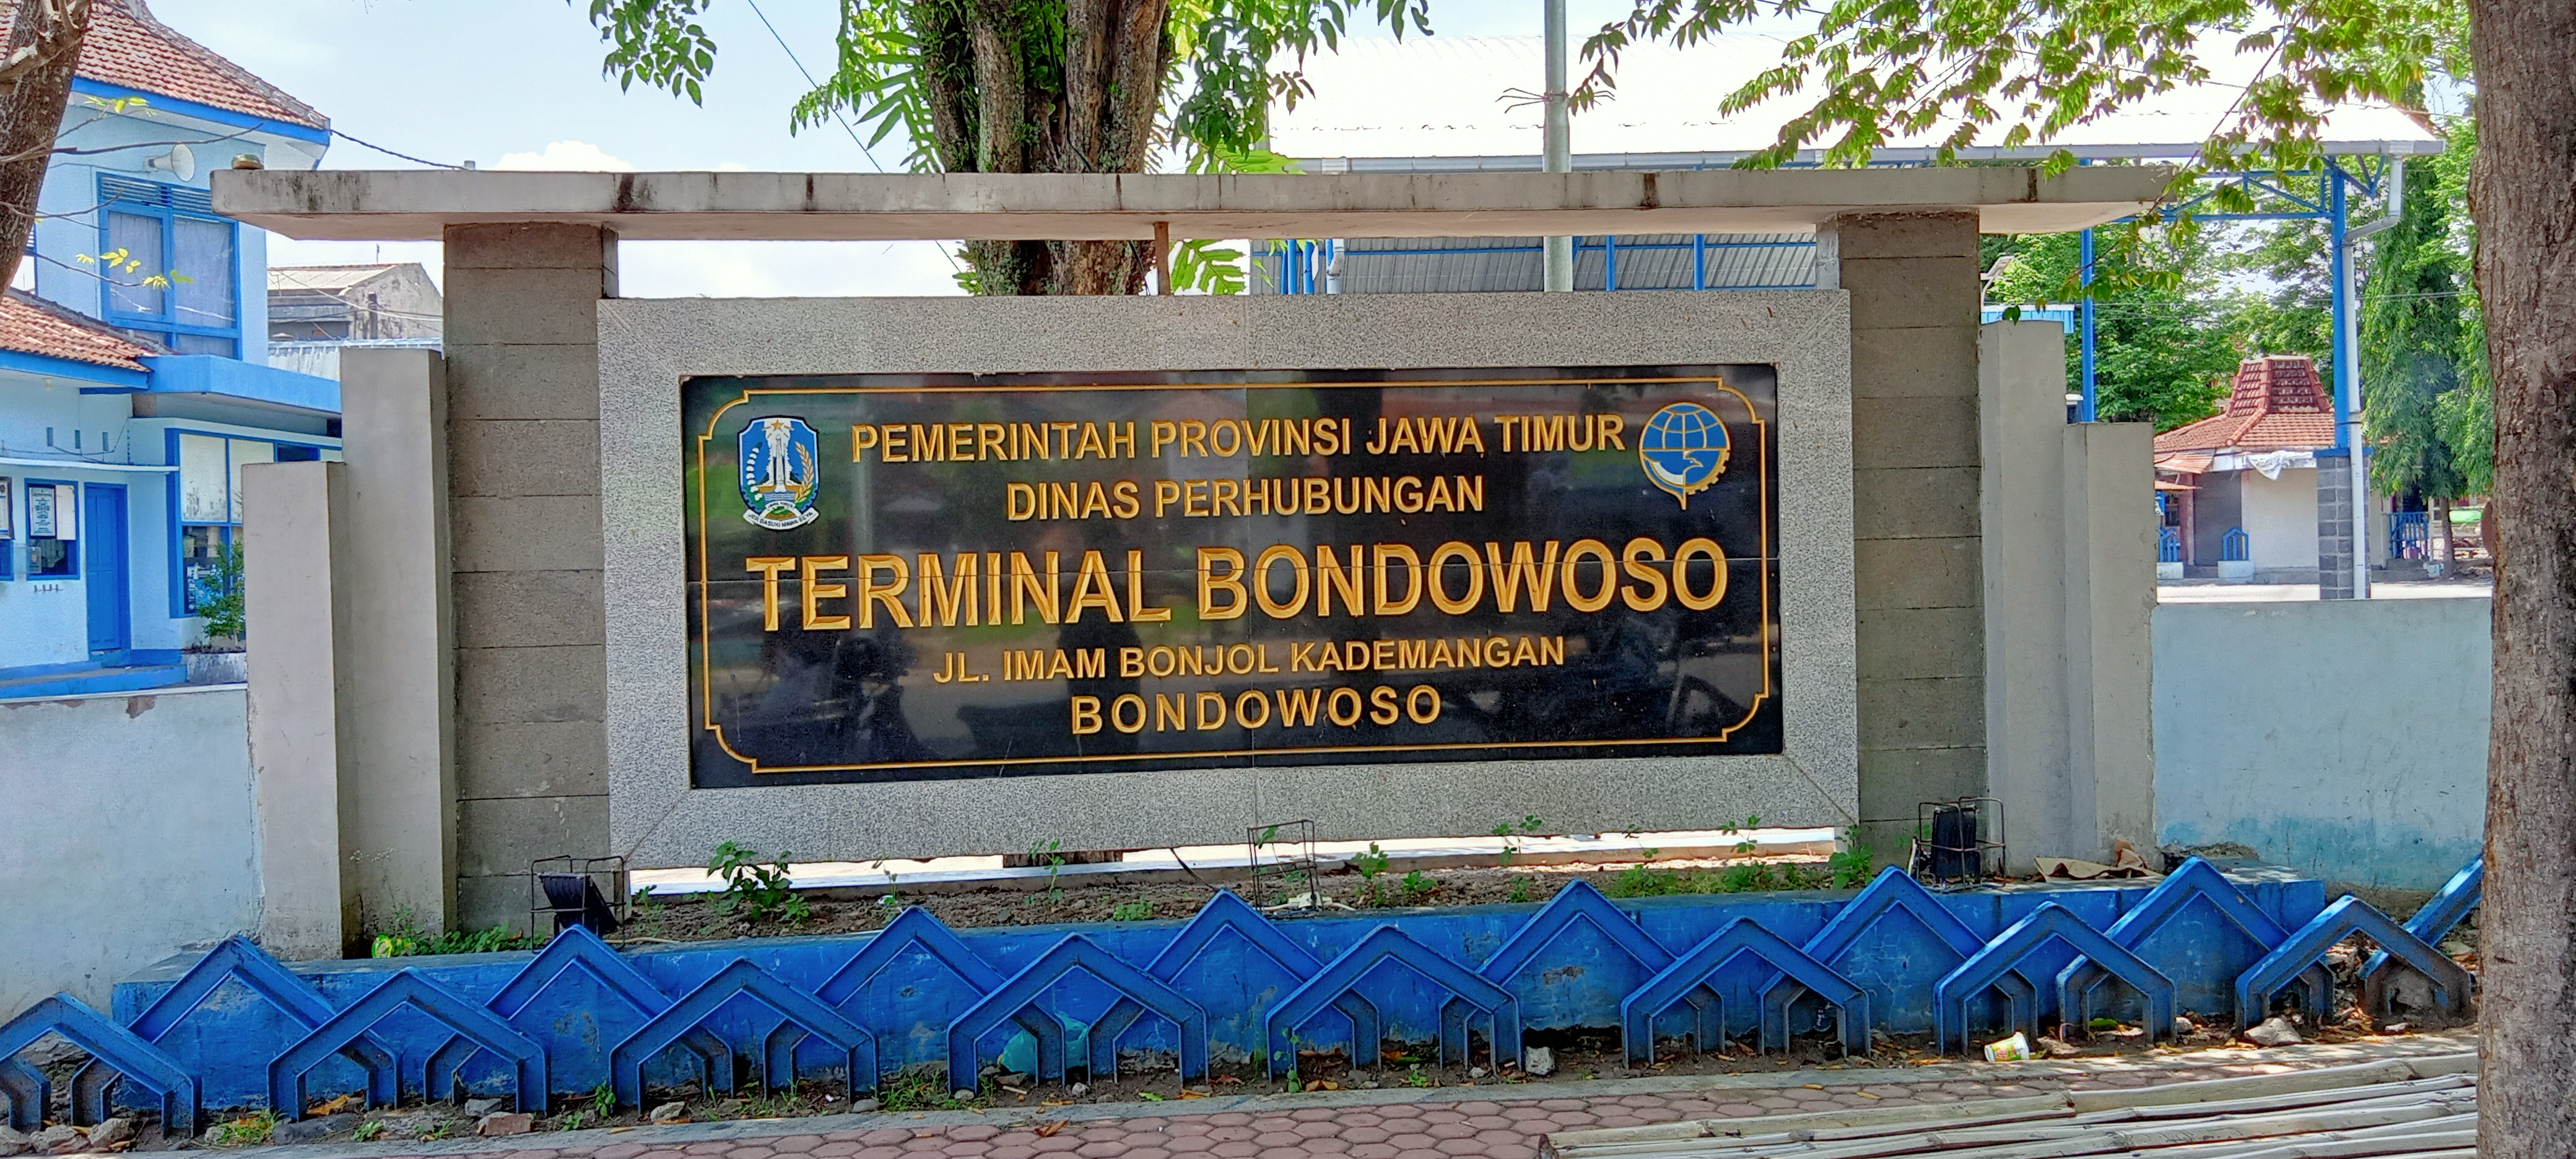 PEMERINTAH PROVINSI JAWA TIMUR
DINAS PERHUBUNGAN
TERMINAL BONDOWOSO
JL. IMAM BONJOL KADEMANGAN
BONDOWOSO